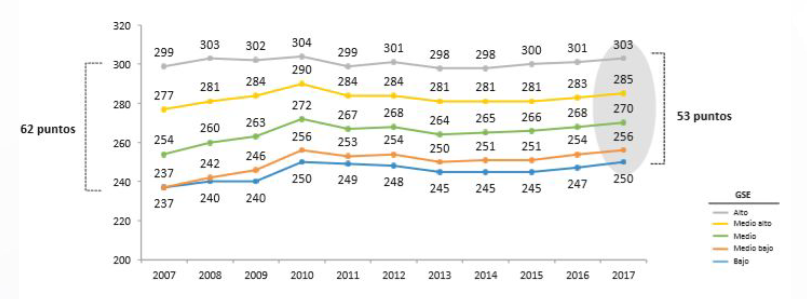 320
300
280
260
240
220
200
299 303 302 304 299 301 298 298 300 301 303
277 281 284 290 284 284 281 281 281 283 285
254 260 263 272 267 268 264 265 266 268 270
237 242 246 256 253 254 250 251 251 254 256
237 240 240 250 249 248 245 245 245 247 250
62 puntos
53 puntos
2007 2008 2009 2010 2011 2012 2013 2014 2015 2016 2017
GSE
Alto
Medio alto
Medio
Medio bajo
Bajo